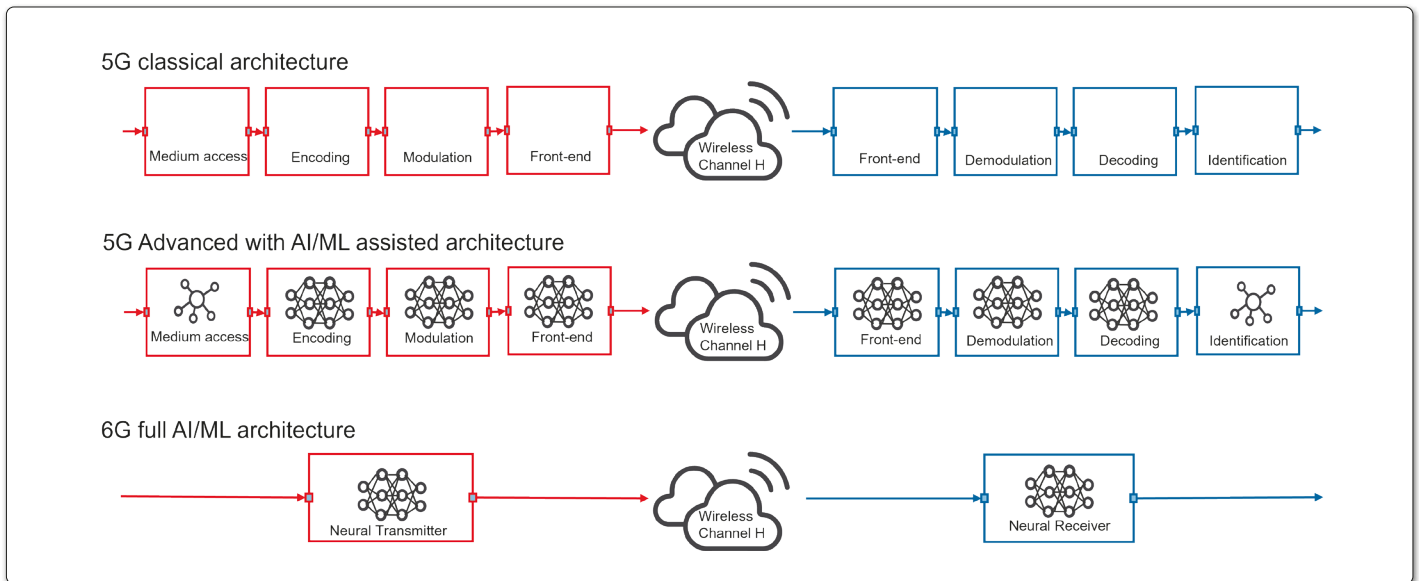 5G classical architecture
Medium access
Encoding
Modulation
Front-end
Wireless
Channel H
Front-end
Demodulation
Decoding
Identification
5G Advanced with AI/ML assisted architecture
Medium access
Encoding
Modulation
Front-end
Wireless
Channel H
Front-end
Demodulation
Decoding
Identification
6G full AI/ML architecture
Neural Transmitter
Wireless
Channel H
Neural Receiver